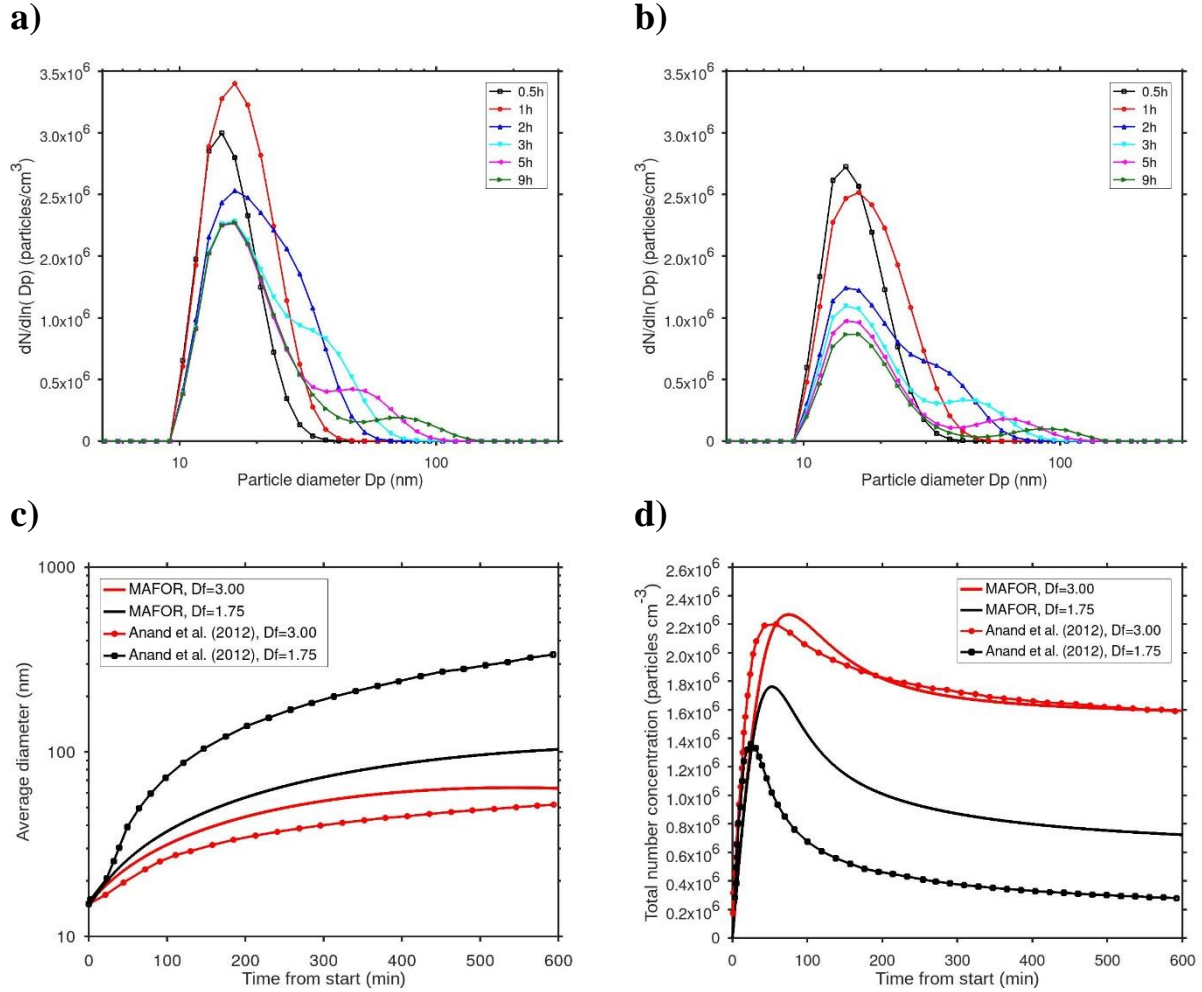 a)
3.5x10^6
3.0x10^6
2.5x10^6
2.0x10^6
1.0x10^6
0.5x10^6
0
dN/dln( Dp) (particles/cm^3)
10
100
Particle diameter Dp (nm)
0.5h
1h
2h
3h
5h
9h
b)
3.5x10^6
3.0x10^6
2.5x10^6
2.0x10^6
1.0x10^6
0.5x10^6
0
dN/dln( Dp) (particles/cm^3)
10
100
Particle diameter Dp (nm)
0.5h
1h
2h
3h
5h
9h
c)
1000
100
10
Average diameter (nm)
0 100 200 300 400 500 600
Time from start (min)
MAFOR, Df=3.00
MAFOR, Df=1.75
Anand et al. (2012), Df=3.00
Anand et al. (2012), Df=1.75
d)
2.6x10^6
2.4x10^6
2.2x10^6
2.0x10^6
1.8x10^6
1.6x10^6
1.4x10^6
1.2x10^6
1.0x10^6
0.8x10^6
0.6x10^6
0.4x10^6
0.2x10^6
0
Total number concentration (particles cm^-3)
0 100 200 300 400 500 600
Time from start (min)
MAFOR, Df=3.00
MAFOR, Df=1.75
Anand et al. (2012), Df=3.00
Anand et al. (2012), Df=1.75